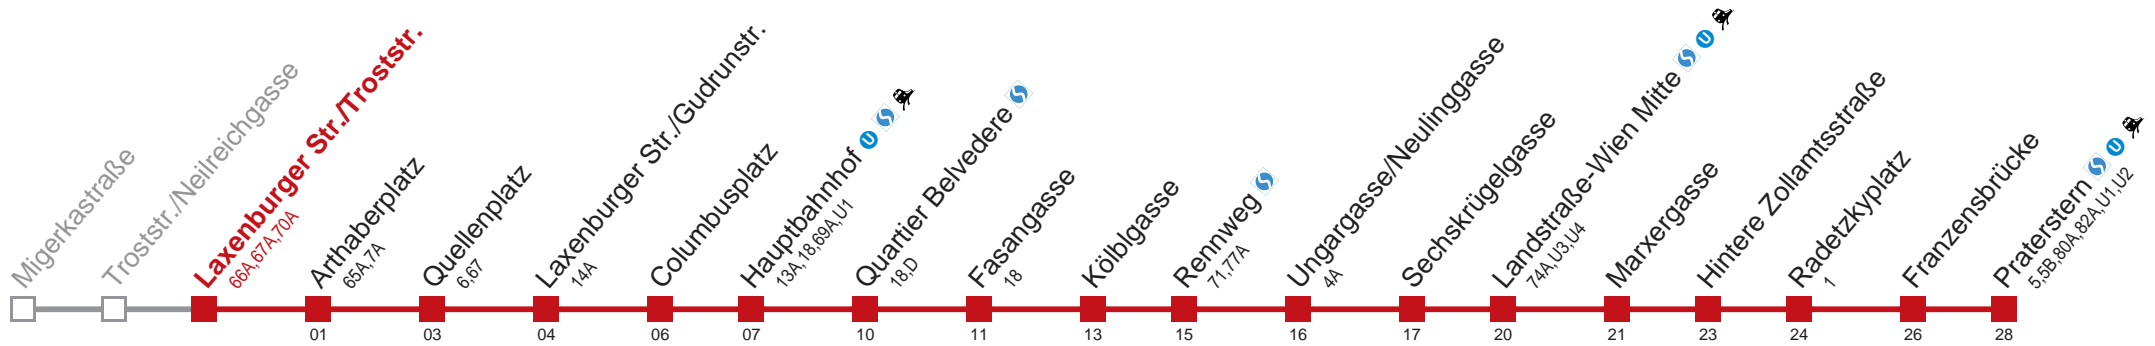 Migerkastraße
Troststr./Neilreichgasse
Laxenburger Str./Troststr.
66A,67A,70A
Arthaberplatz
65A,7A
01
Quellenplatz
6,67
03
Laxenburger Str./Gudrunstr.
14A
04
Columbusplatz
06
Hauptbahnhof U S
13A,18,69A,U1
07
Quartier Belvedere S
18,D
10
Fasangasse
18
11
Kölblgasse
13
Rennweg S
71,77A
15
Ungargasse/Neulinggasse
4A
16
Sechskrügelgasse
17
Landstraße-Wien Mitte S U
74A,U3,U4
20
Marxergasse
21
Hintere Zollamtsstraße
23
Radetzkyplatz
1
24
Franzensbrücke
26
Praterstern S U
5,5B,80A,82A,U1,U2
28